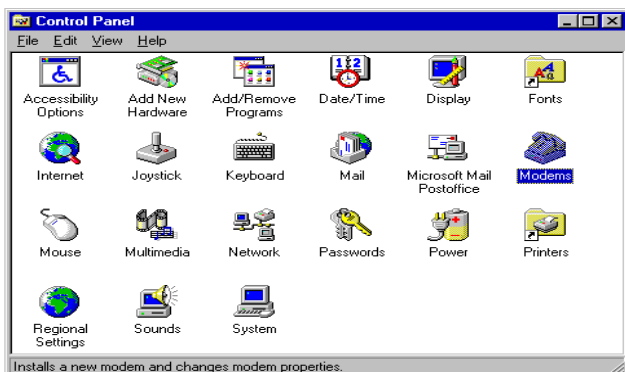 Control Panel
File Edit View Help
Accessibility Options
Add New Hardware
Add/Remove Programs
Date/Time
Display
Fonts
Internet
Joystick
Keyboard
Mail
Microsoft Mail Postoffice
Modems
Mouse
Multimedia
Network
Passwords
Power
Printers
Regional Settings
Sounds
System
Installs a new modem and changes modem properties.